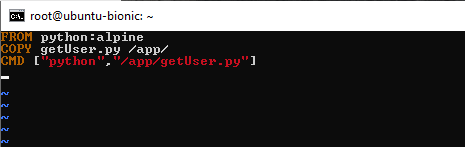 root@ubuntu-bionic: ~
FROM python:alpine
COPY getUser.py /app/
CMD ["python","/app/getUser.py"]
~
~
~
~